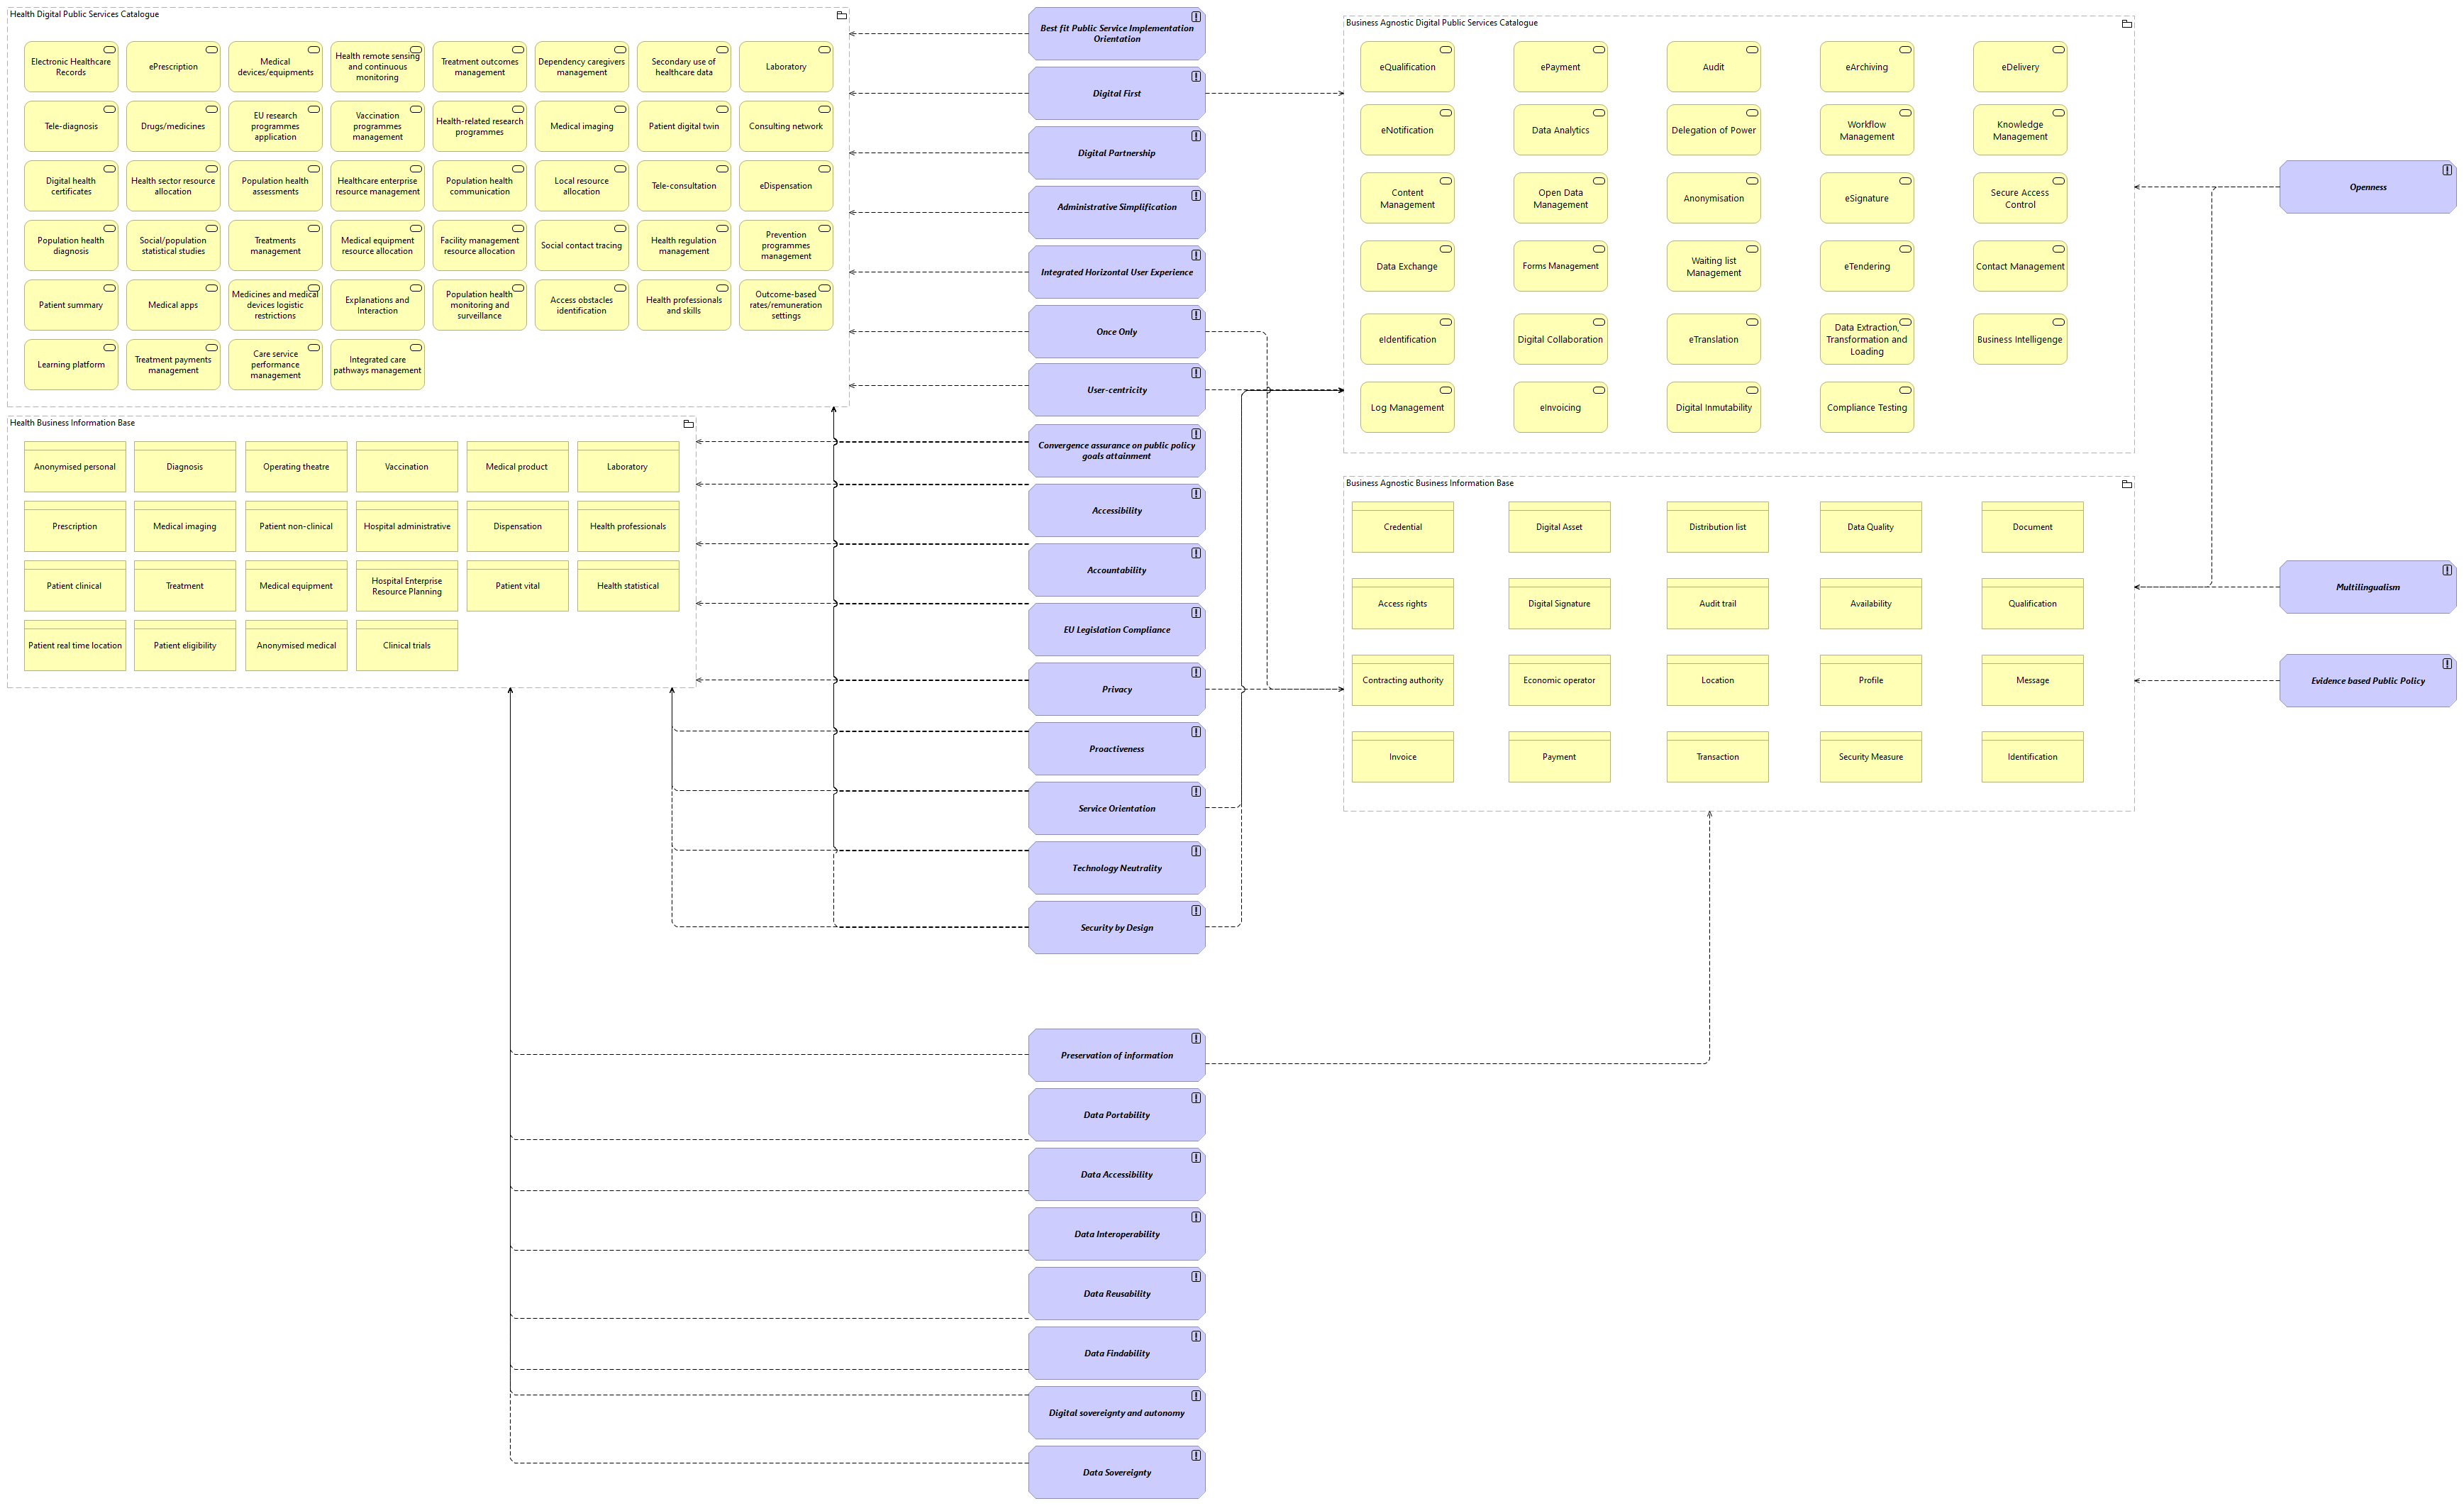 Health Digital Public Services Catalogue
Electronic Healthcare
Records
ePrescription
Medical
devices/equipments
Health remote sensing
and continuous
monitoring
Treatment outcomes
management
Dependency caregivers
management
Secondary use of
healthcare data
Laboratory
Tele-diagnosis
Drugs/medicines
EU research
programmes
application
Vaccination
programmes
management
Health-related research
programmes
Medical imaging
Patient digital twin
Consulting network
Digital health
certificates
Health sector resource
allocation
Population health
assessments
Healthcare enterprise
resource management
Population health
communication
Local resource
allocation
Tele-consultation
eDispensation
Population health
diagnosis
Social/population
statistical studies
Treatments
management
Medical equipment
resource allocation
Facility management
resource allocation
Social contact tracing
Health regulation
management
Prevention
programmes
management
Patient summary
Medical apps
Medicines and medical
devices logistic
restrictions
Explanations and
Interaction
Population health
monitoring and
surveillance
Access obstacles
identification
Health professionals
and skills
Outcome-based
rates/remuneration
settings
Learning platform
Treatment payments
management
Care service
performance
management
Integrated care
pathways management
Health Business Information Base
Anonymised personal
Diagnosis
Operating theatre
Vaccination
Medical product
Laboratory
Prescription
Medical imaging
Patient non-clinical
Hospital administrative
Dispensation
Health professionals
Patient clinical
Treatment
Medical equipment
Hospital Enterprise
Resource Planning
Patient vital
Health statistical
Patient real time location
Patient eligibility
Anonymised medical
Clinical trials
Best fit Public Service Implementation
Orientation
Digital First
Digital Partnership
Administrative Simplification
Integrated Horizontal User Experience
Once Only
User-centricity
Convergence assurance on public policy
goals attainment
Accessibility
Accountability
EU Legislation Compliance
Privacy
Proactiveness
Service Orientation
Technology Neutrality
Security by Design
Preservation of information
Data Portability
Data Accessibility
Data Interoperability
Data Reusability
Data Findability
Digital sovereignty and autonomy
Data Sovereignty
Business Agnostic Digital Public Services Catalogue
eQualification
ePayment
Audit
eArchiving
eDelivery
eNotification
Data Analytics
Delegation of Power
Workflow
Management
Knowledge
Management
Content
Management
Open Data
Management
Anonymisation
eSignature
Secure Access
Control
Data Exchange
Forms Management
Waiting list
Management
eTendering
Contact Management
eIdentification
Digital Collaboration
eTranslation
Data Extraction,
Transformation and
Loading
Business Intelligence
Log Management
eInvoicing
Digital Inmutability
Compliance Testing
Business Agnostic Business Information Base
Credential
Digital Asset
Distribution list
Data Quality
Document
Access rights
Digital Signature
Audit trail
Availability
Qualification
Contracting authority
Economic operator
Location
Profile
Message
Invoice
Payment
Transaction
Security Measure
Identification
Openness
Multilingualism
Evidence based Public Policy